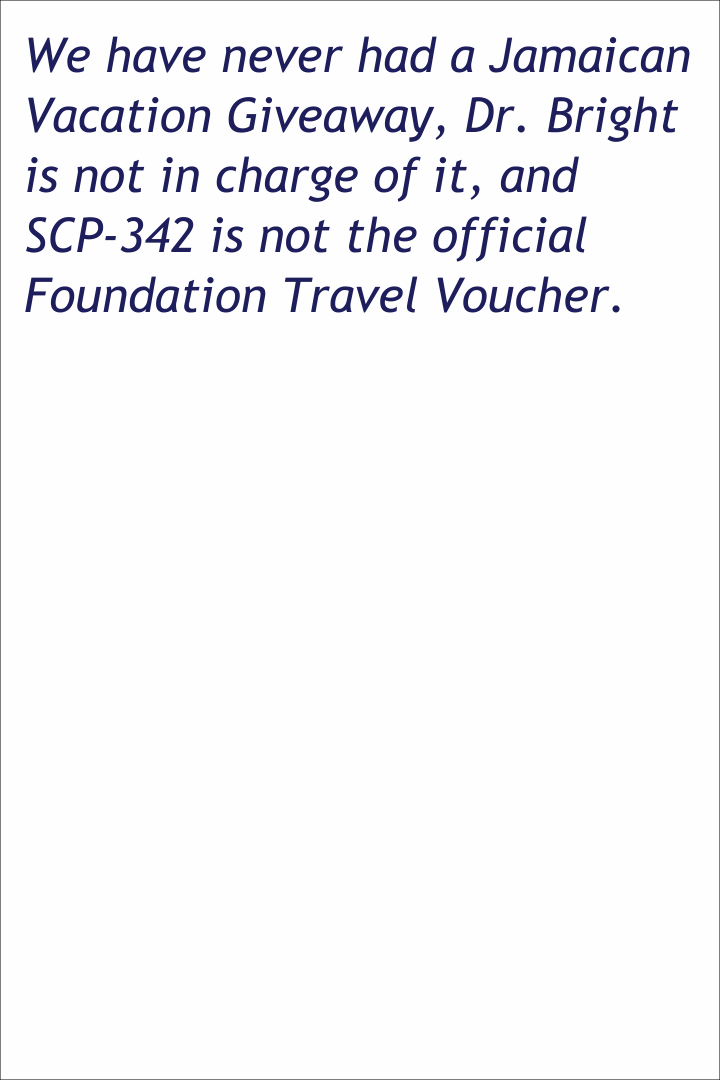 We have never had a Jamaican
Vacation Giveaway, Dr. Bright
is not in charge of it, and
SCP-342 is not the official
Foundation Travel Voucher.